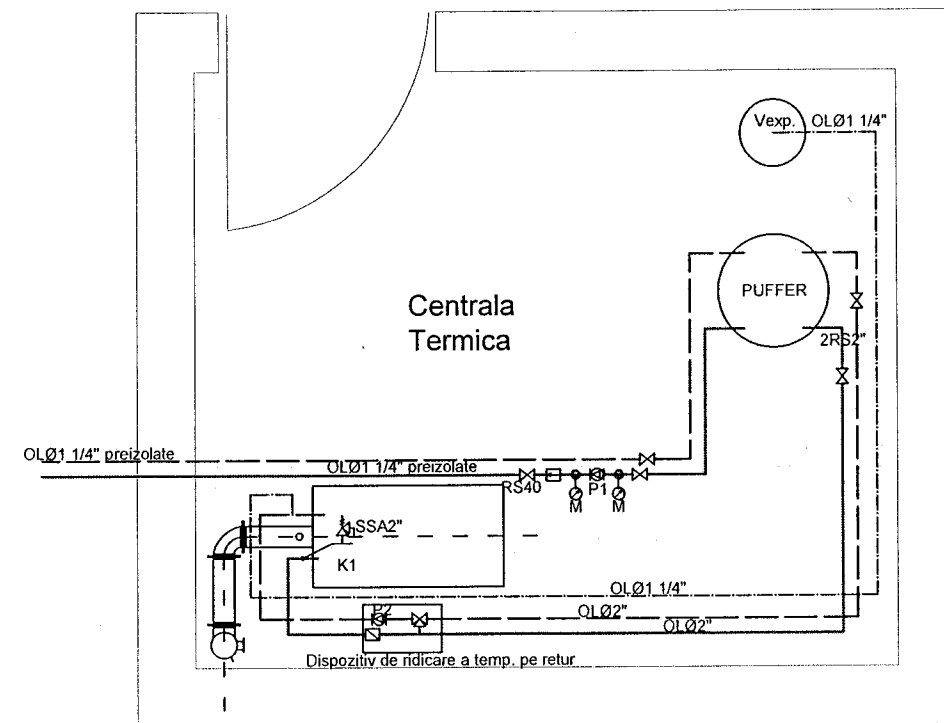 Vexp. OLØ1 1/4"
PUFFER
Centrala
Termica
2RS2"
OLØ1 1/4" preizolate
OLØ1 1/4" preizolate
RS40
P1
M
M
SSA2"
K1
OLØ1 1/4"
P2
OLØ2"
OLØ2"
Dispozitiv de ridicare a temp. pe retur